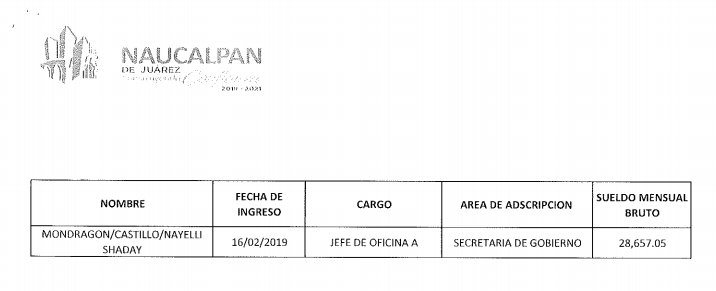 NAUCALPAN
DE JUÁREZ
2019 - 2021
NOMBRE
FECHA DE
INGRESO
CARGO
AREA DE ADSCRIPCION
SUELDO MENSUAL
BRUTO
MONDRAGON/CASTILLO/NAYELLI
SHADAY
16/02/2019
JEFE DE OFICINA A
SECRETARIA DE GOBIERNO
28,657.05